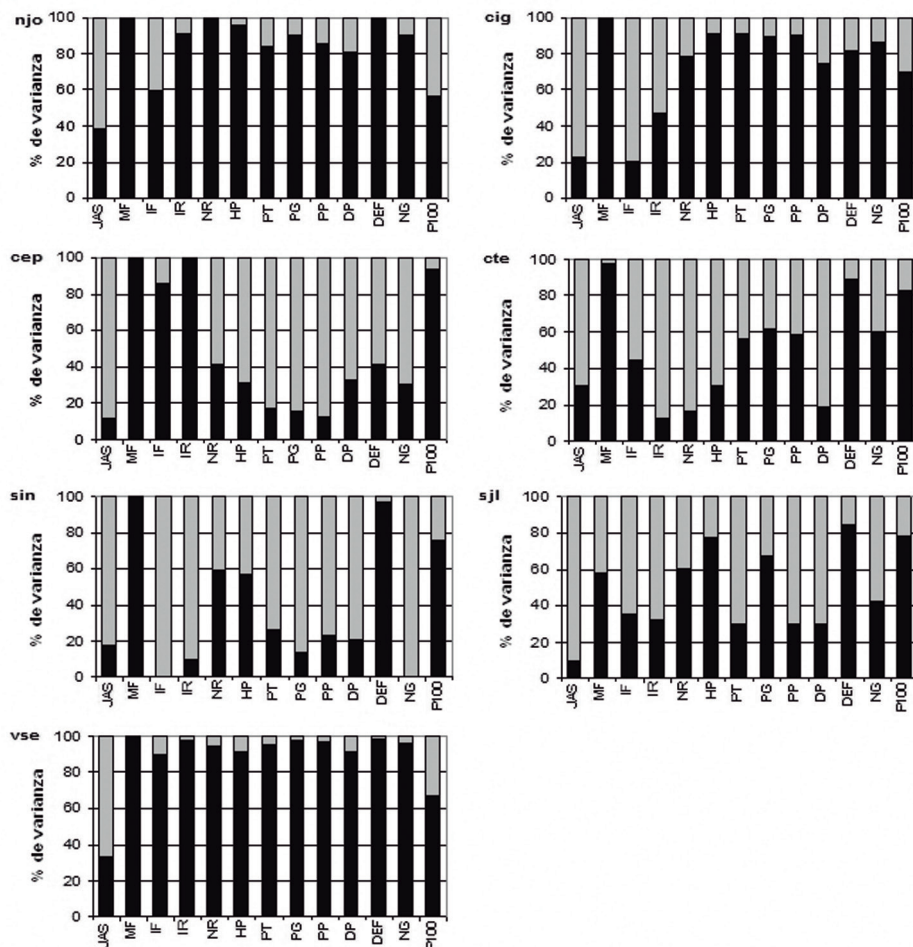 njo
% de varianza
100
80
60
40
20
0
JAS MF IF IR NR HP PT PG PP DP DEF NG P100
cig
% de varianza
100
80
60
40
20
0
JAS MF IF IR NR HP PT PG PP DP DEF NG P100
cep
% de varianza
100
80
60
40
20
0
JAS MF IF IR NR HP PT PG PP DP DEF NG P100
cte
% de varianza
100
80
60
40
20
0
JAS MF IF IR NR HP PT PG PP DP DEF NG P100
sin
% de varianza
100
80
60
40
20
0
JAS MF IF IR NR HP PT PG PP DP DEF NG P100
sjl
% de varianza
100
80
60
40
20
0
JAS MF IF IR NR HP PT PG PP DP DEF NG P100
vse
% de varianza
100
80
60
40
20
0
JAS MF IF IR NR HP PT PG PP DP DEF NG P100